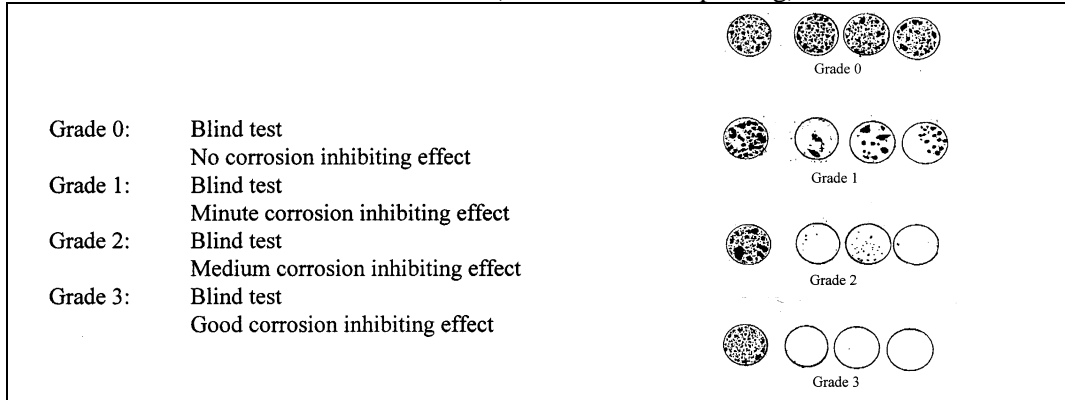 Grade 0: Blind test
No corrosion inhibiting effect
Grade 1: Blind test
Minute corrosion inhibiting effect
Grade 2: Blind test
Medium corrosion inhibiting effect
Grade 3: Blind test
Good corrosion inhibiting effect
Grade 0
Grade 1
Grade 2
Grade 3